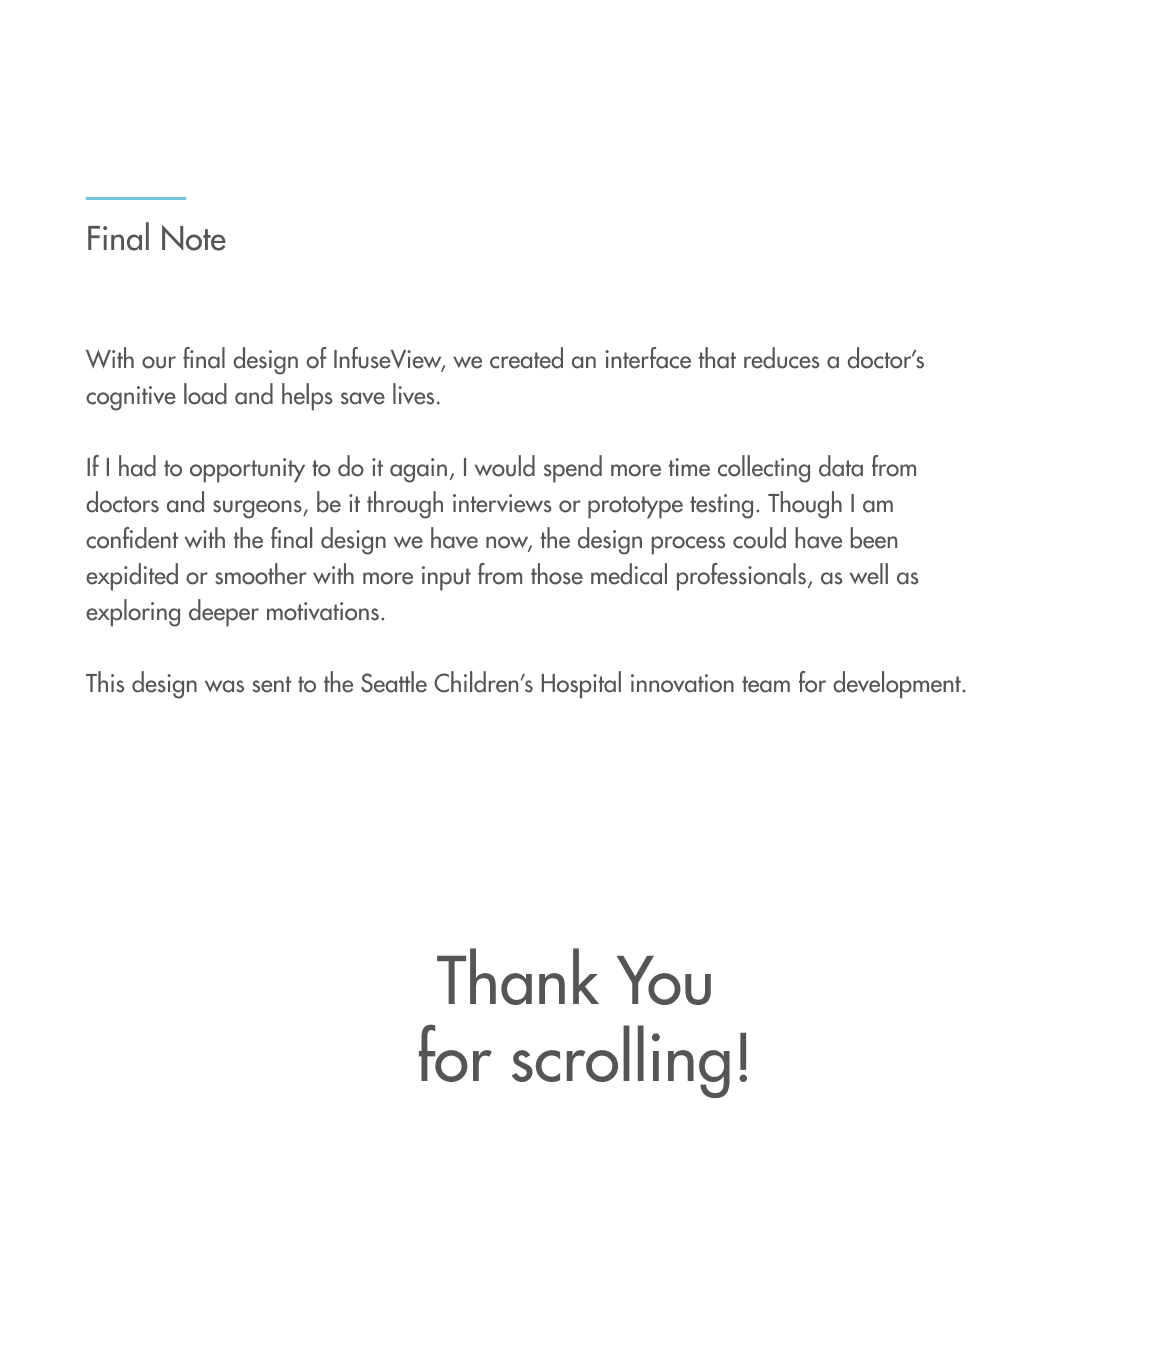 Final Note
With our final design of InfuseView, we created an interface that reduces a doctor’s
cognitive load and helps save lives.
If I had to opportunity to do it again, I would spend more time collecting data from
doctors and surgeons, be it through interviews or prototype testing. Though I am
confident with the final design we have now, the design process could have been
expidited or smoother with more input from those medical professionals, as well as
exploring deeper motivations.
This design was sent to the Seattle Children’s Hospital innovation team for development.
Thank You
for scrolling!